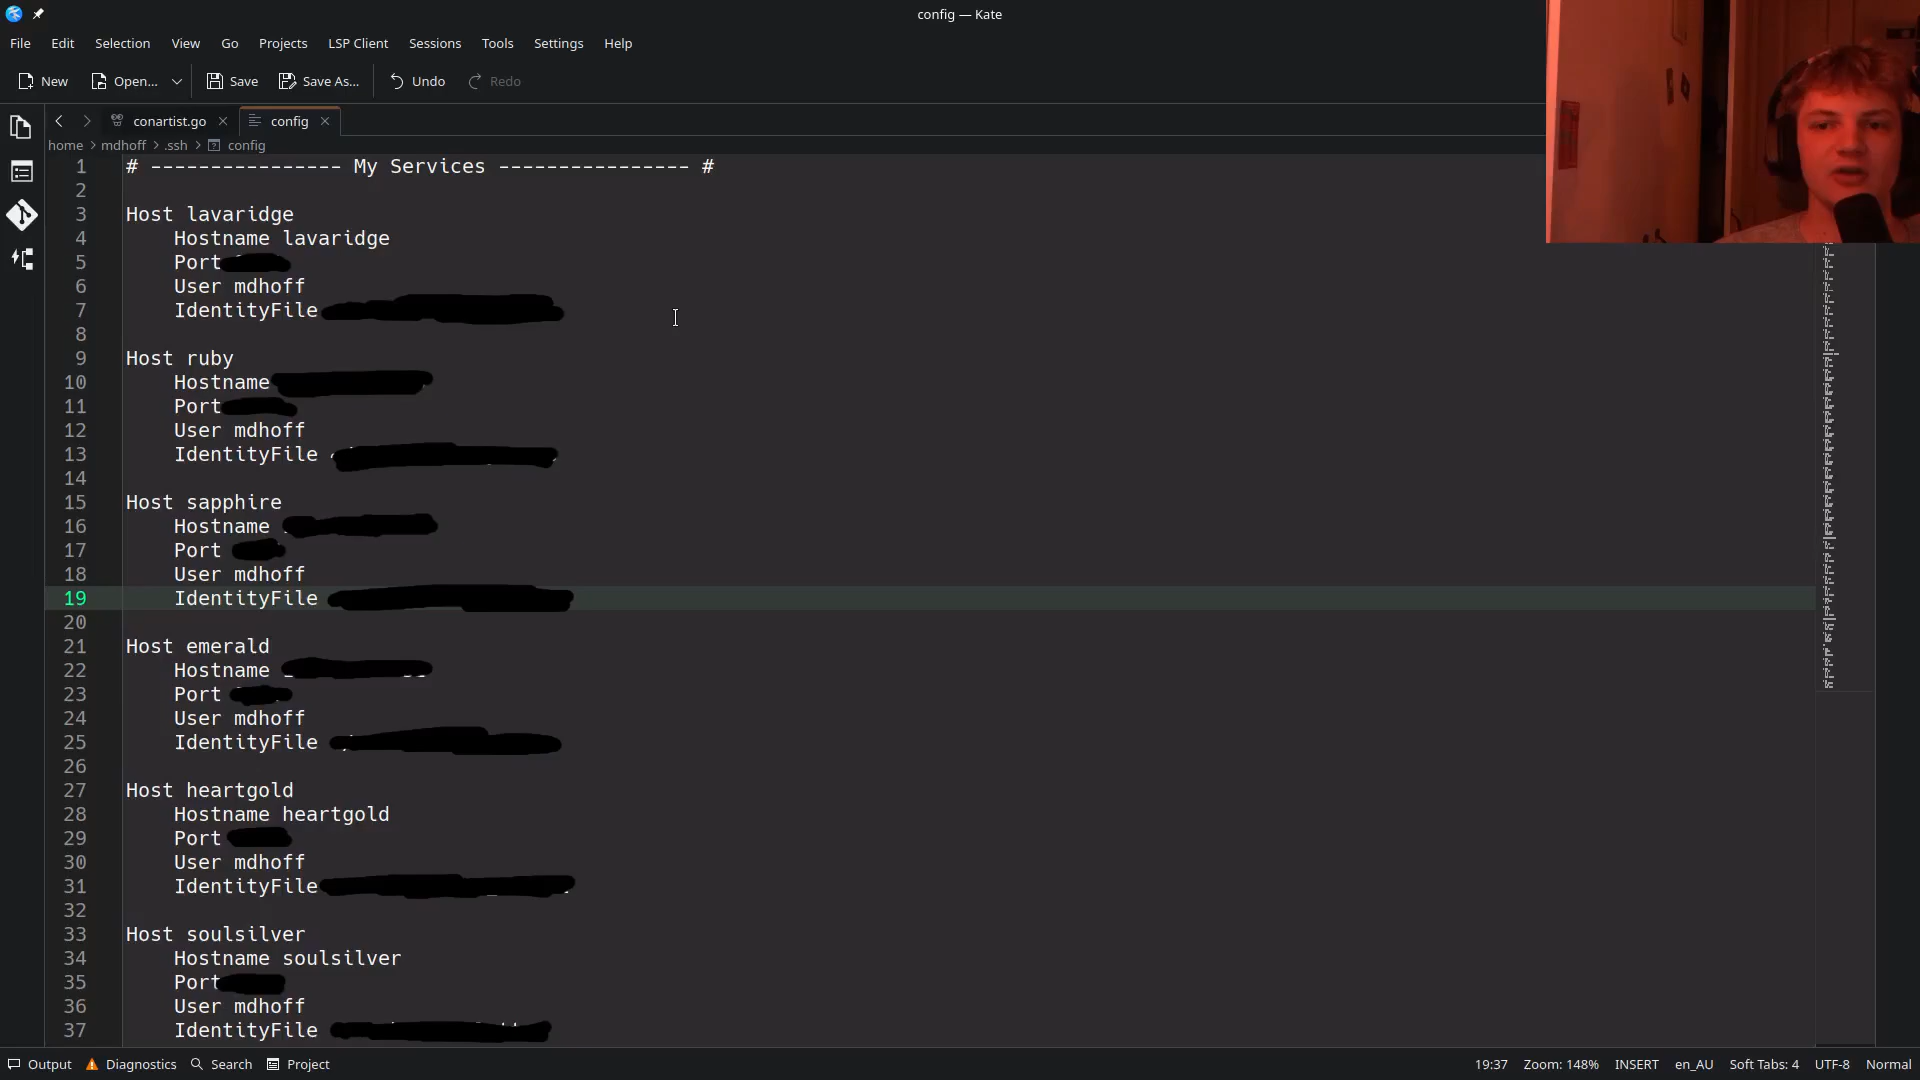 config — Kate
File Edit Selection View Go Projects LSP Client Sessions Tools Settings Help
New Open... Save Save As... Undo Redo
conartist.go config
home mdhoff .ssh config
1 # ---------------- My Services ---------------- #
2
3 Host lavaridge
4 Hostname lavaridge
5 Port
6 User mdhoff
7 IdentityFile
8
9 Host ruby
10 Hostname
11 Port
12 User mdhoff
13 IdentityFile
14
15 Host sapphire
16 Hostname
17 Port
18 User mdhoff
19 IdentityFile
20
21 Host emerald
22 Hostname
23 Port
24 User mdhoff
25 IdentityFile
26
27 Host heartgold
28 Hostname heartgold
29 Port
30 User mdhoff
31 IdentityFile
32
33 Host soulsilver
34 Hostname soulsilver
35 Port
36 User mdhoff
37 IdentityFile
Output Diagnostics Search Project 19:37 Zoom: 148% INSERT en_AU Soft Tabs: 4 UTF-8 Normal